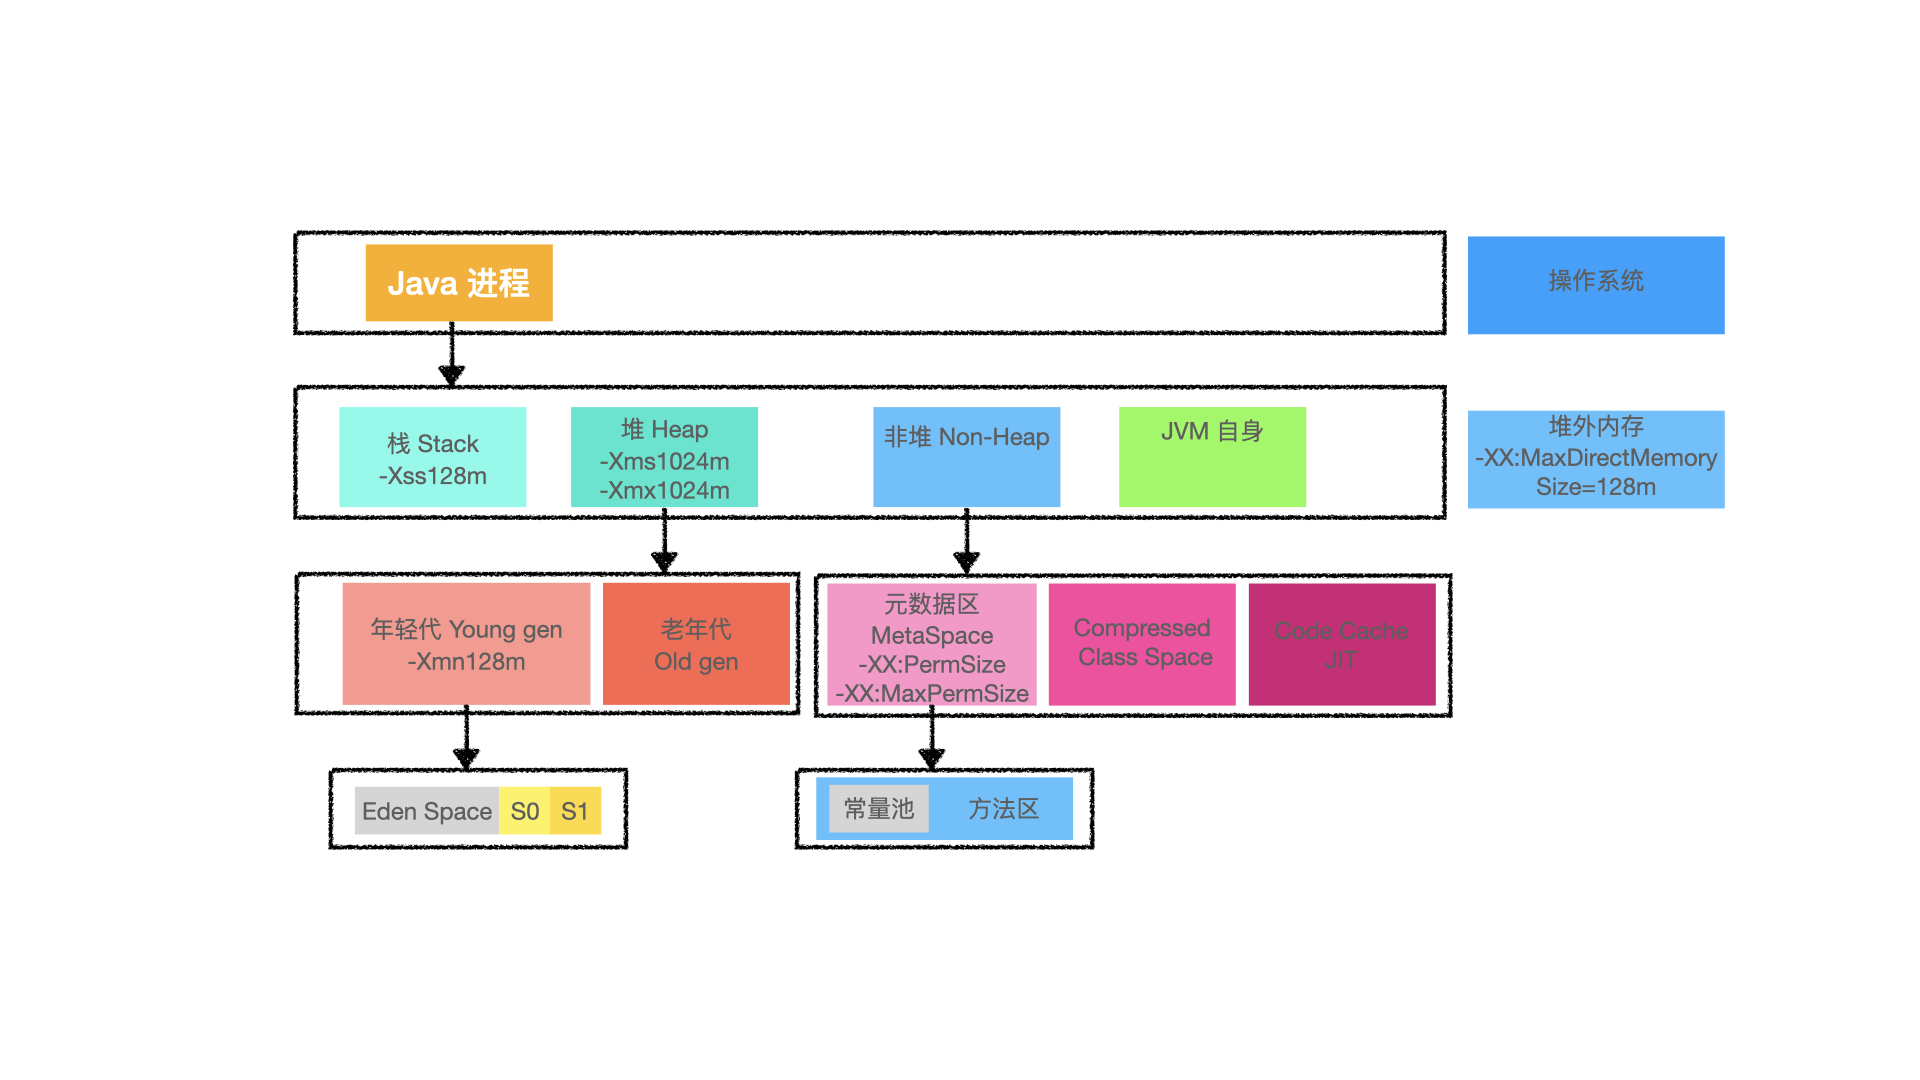 Java 进程
操作系统
栈 Stack
-Xss128m
堆 Heap
-Xms1024m
-Xmx1024m
非堆 Non-Heap
JVM 自身
堆外内存
-XX:MaxDirectMemory
Size=128m
年轻代 Young gen
-Xmn128m
老年代
Old gen
元数据区
MetaSpace
-XX:PermSize
-XX:MaxPermSize
Compressed
Class Space
Code Cache
JIT
Eden Space
S0
S1
常量池
方法区